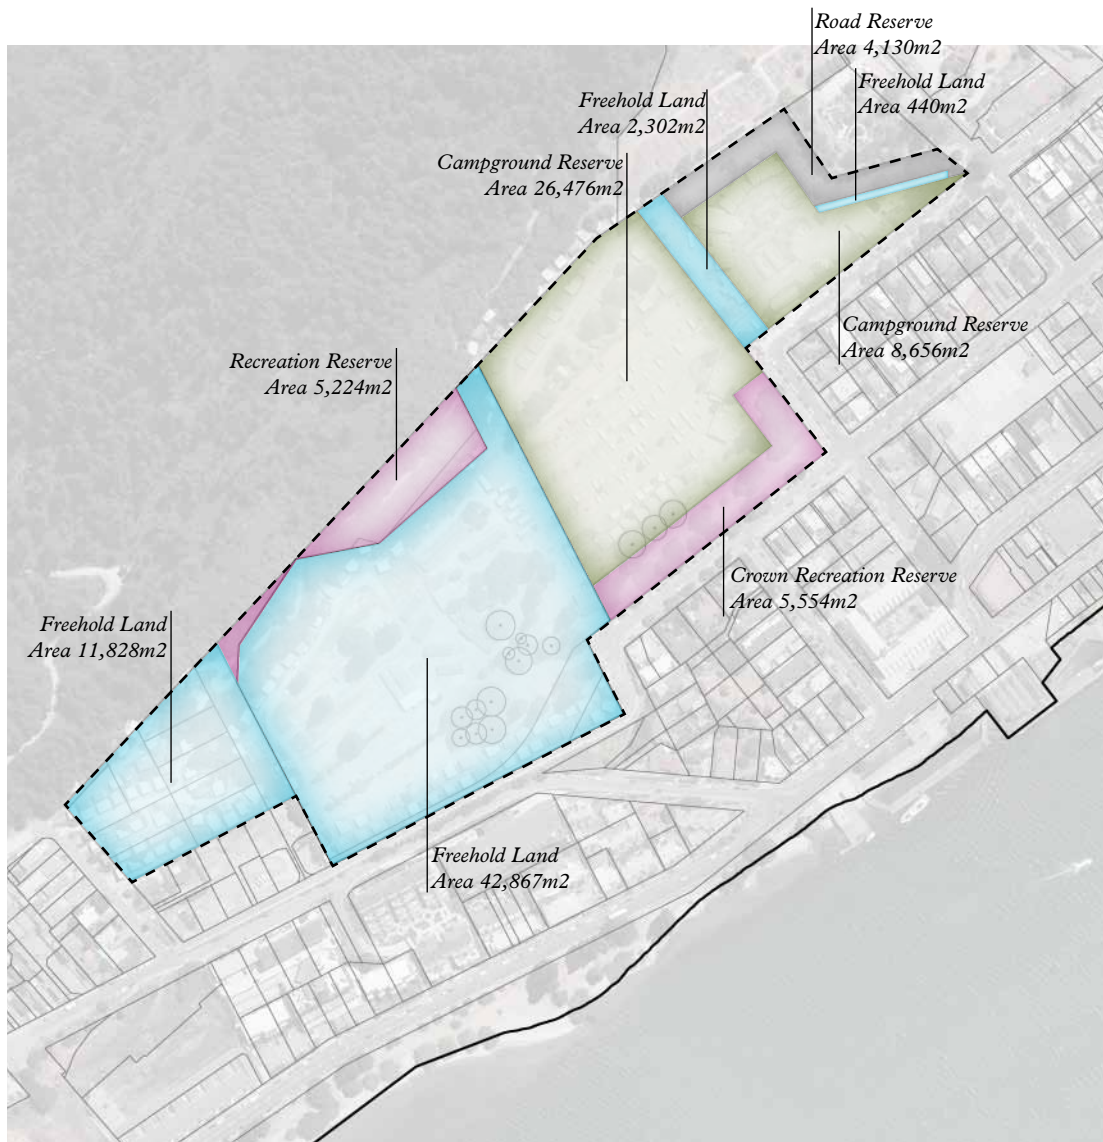 Road Reserve
Area 4,130m2
Freehold Land
Area 440m2
Freehold Land
Area 2,302m2
Campground Reserve
Area 26,476m2
Campground Reserve
Area 8,656m2
Recreation Reserve
Area 5,224m2
Crown Recreation Reserve
Area 5,554m2
Freehold Land
Area 11,828m2
Freehold Land
Area 42,867m2